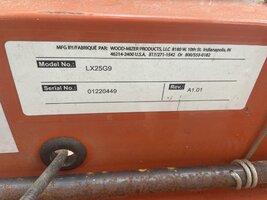 MFG BY/FABRIQUÉ PAR: WOOD-MIZER PRODUCTS, LLC 8180 W. 10th St. Indianapolis, IN
46214-2400 U.S.A. 317/271-1542 Or 800/553-0182
Model No.: LX25G9
Serial No.: 01220449 Rev.: A1.01